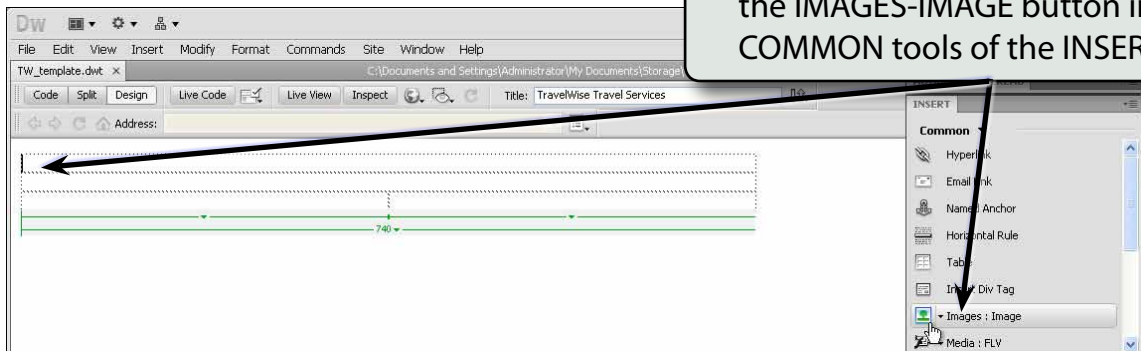 the IMAGES-IMAGE button i
COMMON tools of the INSER
Dw
File Edit View Insert Modify Format Commands Site Window Help
TW_template.dwt × C:\Documents and Settings\Administrator\My Documents\Storage\
Code Split Design Live Code Live View Inspect Title: TravelWise Travel Services
Address:
INSERT
Common
Hyperlink
Email Link
Named Anchor
Horizontal Rule
Table
Insert Div Tag
Images : Image
Media : FLV
740